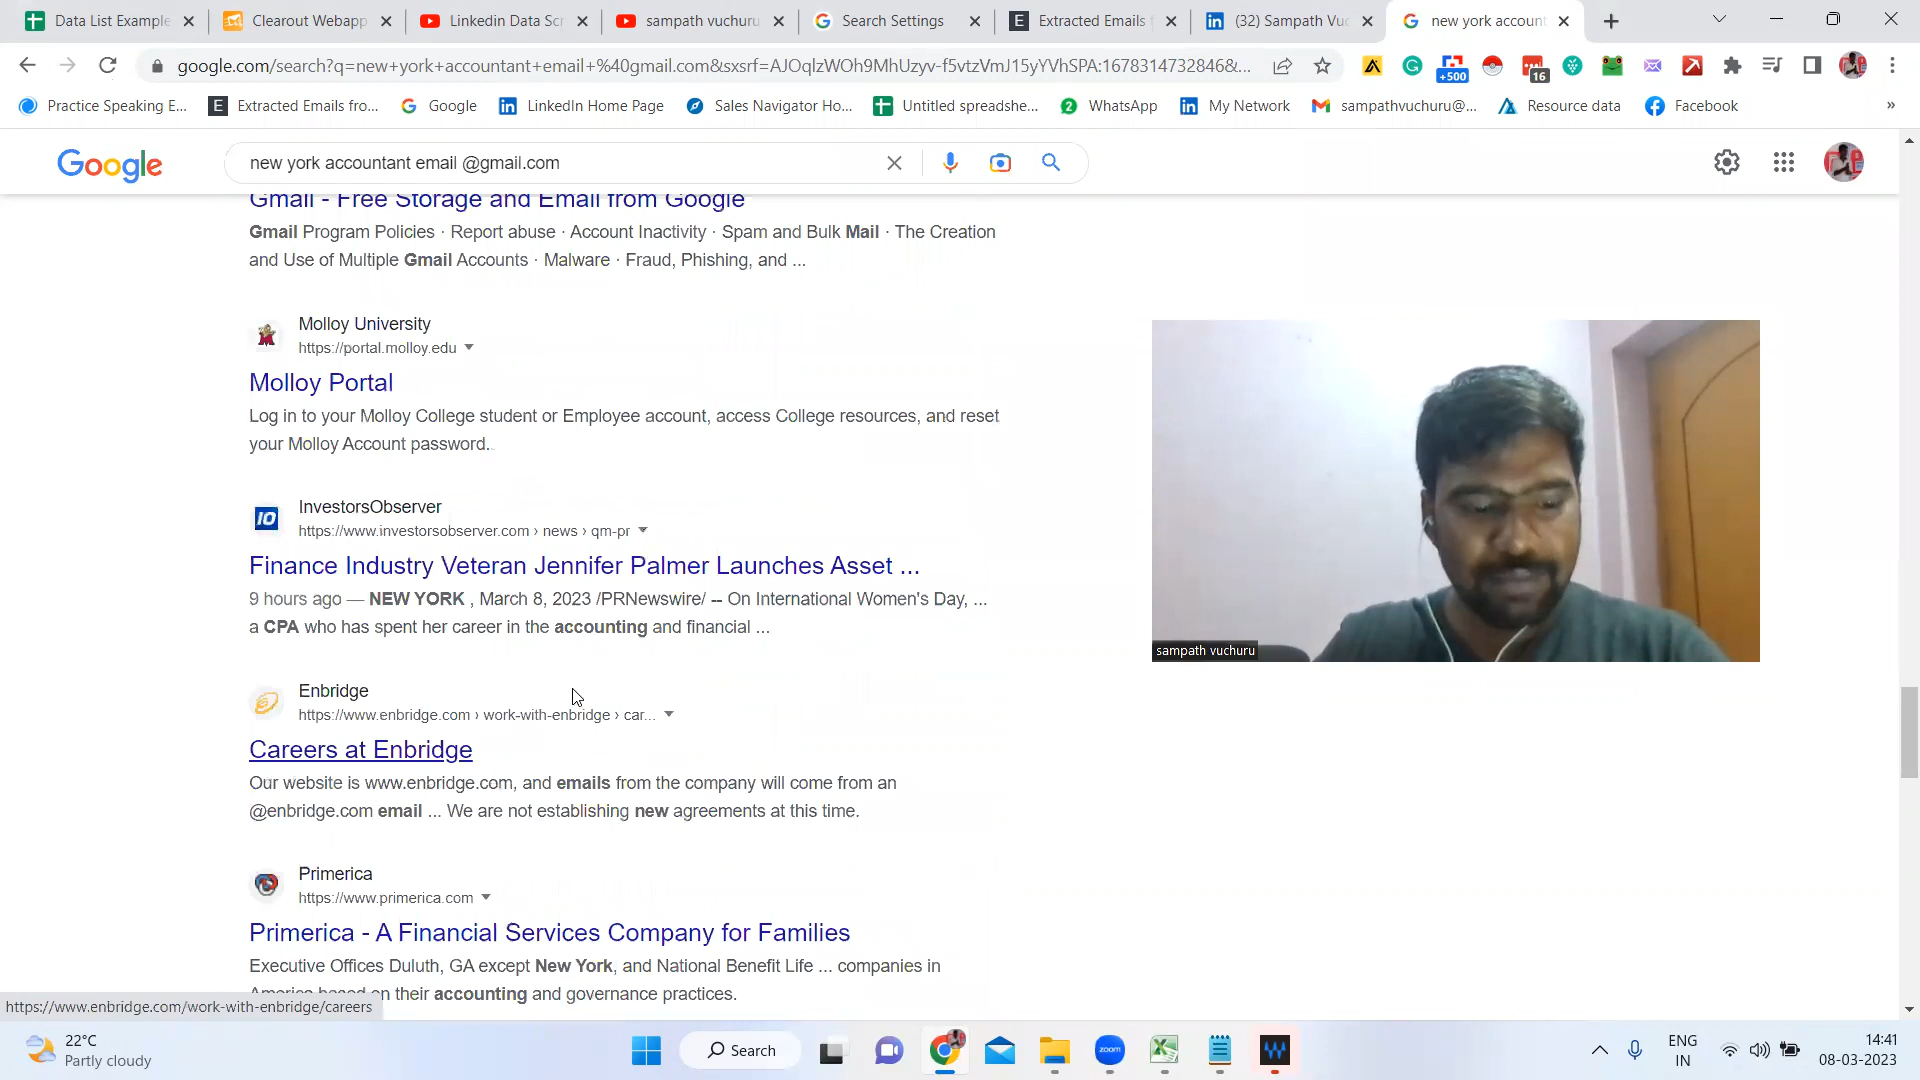 Data List Example
Clearout Webapp
Linkedin Data Scr
sampath vuchuru
Search Settings
Extracted Emails f
(32) Sampath Vuc
new york account
google.com/search?q=new+york+accountant+email+%40gmail.com&sxsrf=AJOqlzWOh9MhUzyv-f5vtzVmJ15yYVhSPA:1678314732846&...
+500
16
Practice Speaking E...
Extracted Emails fro...
Google
LinkedIn Home Page
Sales Navigator Ho...
Untitled spreadshe...
WhatsApp
My Network
sampathvuchuru@...
Resource data
Facebook
»
Google
new york accountant email @gmail.com
Gmail - Free Storage and Email from Google
Gmail Program Policies · Report abuse · Account Inactivity · Spam and Bulk Mail · The Creation
and Use of Multiple Gmail Accounts · Malware · Fraud, Phishing, and ...
Molloy University
https://portal.molloy.edu
Molloy Portal
Log in to your Molloy College student or Employee account, access College resources, and reset
your Molloy Account password.
InvestorsObserver
https://www.investorsobserver.com › news › qm-pr
Finance Industry Veteran Jennifer Palmer Launches Asset ...
9 hours ago — NEW YORK , March 8, 2023 /PRNewswire/ -- On International Women's Day, ...
a CPA who has spent her career in the accounting and financial ...
sampath vuchuru
Enbridge
https://www.enbridge.com › work-with-enbridge › car...
Careers at Enbridge
Our website is www.enbridge.com, and emails from the company will come from an
@enbridge.com email ... We are not establishing new agreements at this time.
Primerica
https://www.primerica.com
Primerica - A Financial Services Company for Families
Executive Offices Duluth, GA except New York, and National Benefit Life ... companies in
America based on their accounting and governance practices.
https://www.enbridge.com/work-with-enbridge/careers
22°C
Partly cloudy
Search
zoom
ENG
IN
14:41
08-03-2023